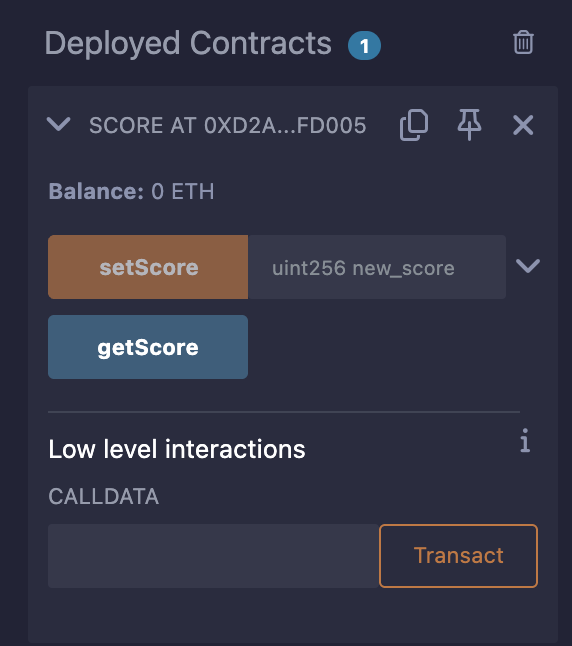 Deployed Contracts 1
SCORE AT 0XD2A...FD005
Balance: 0 ETH
setScore uint256 new_score
getScore
Low level interactions i
CALLDATA
Transact